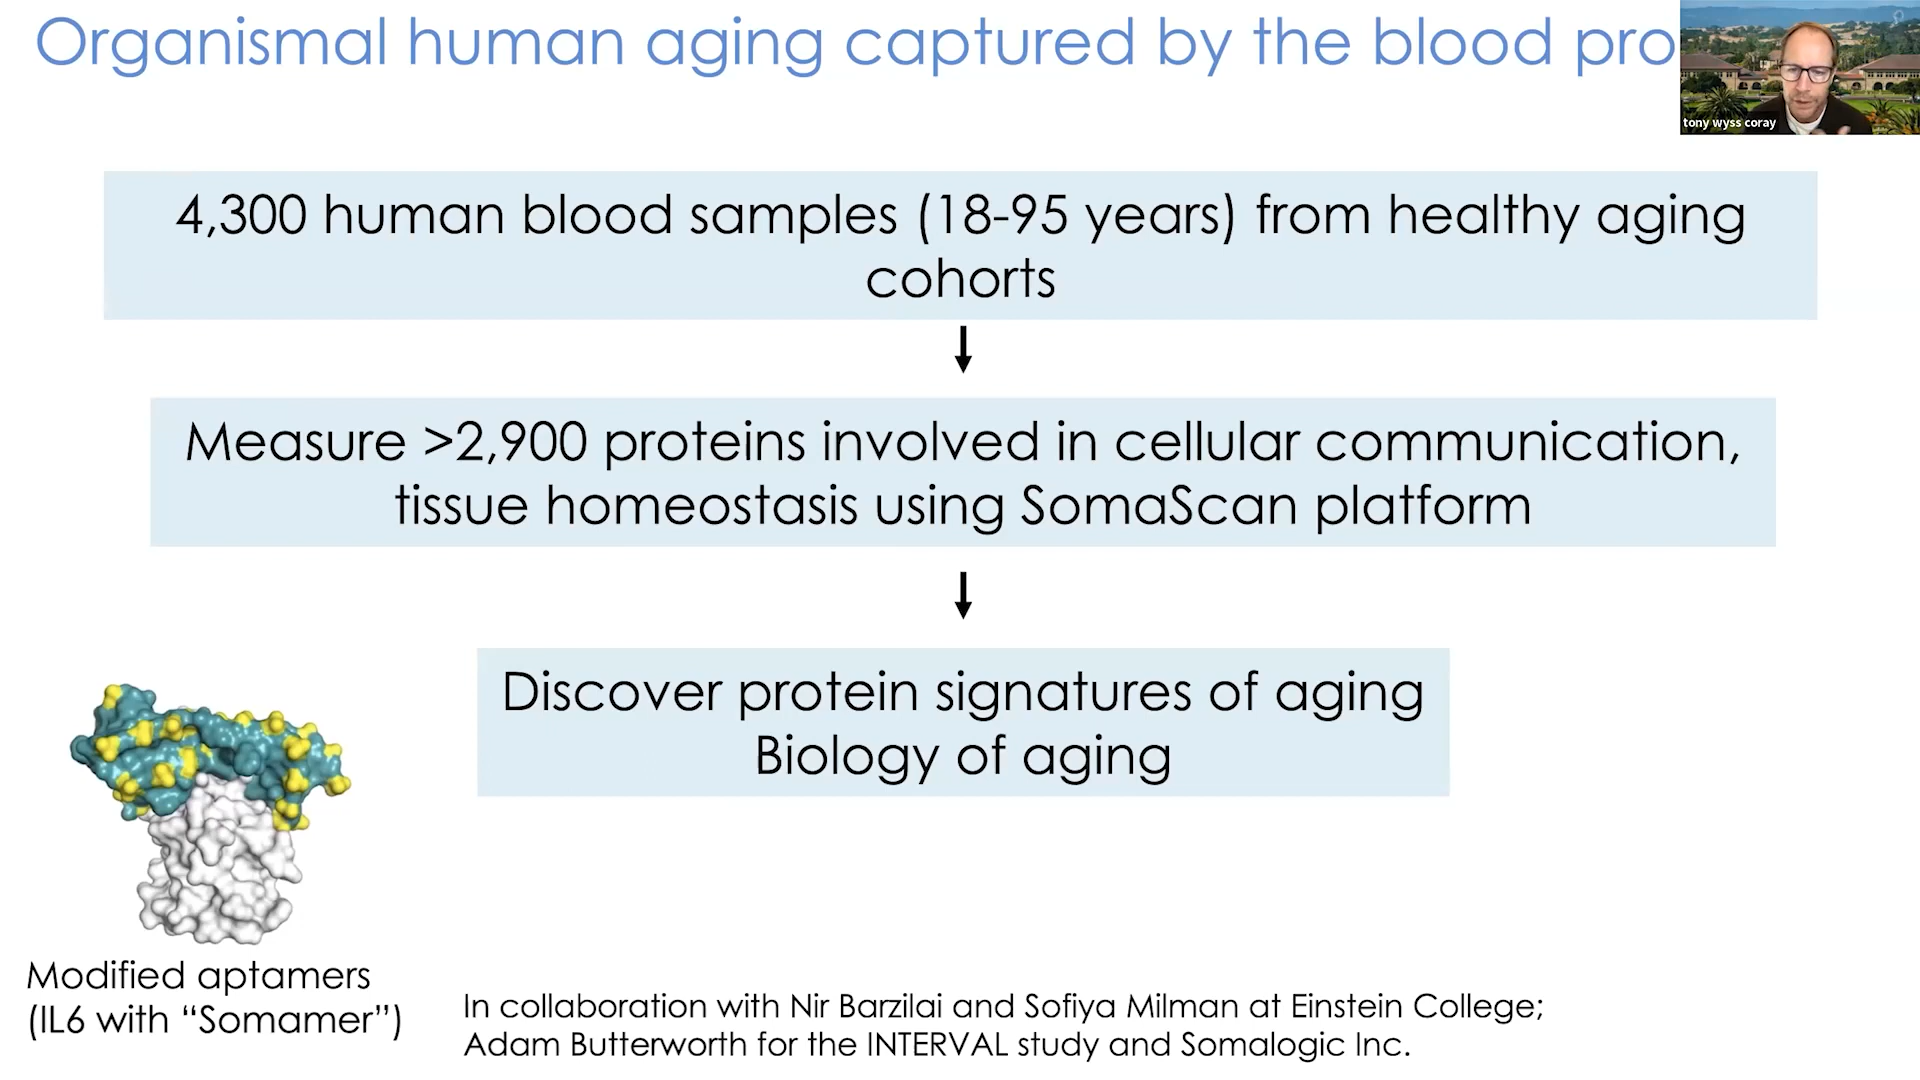 Organismal human aging captured by the blood pro
tony wyss coray
4,300 human blood samples (18-95 years) from healthy aging
cohorts
Measure >2,900 proteins involved in cellular communication,
tissue homeostasis using SomaScan platform
Discover protein signatures of aging
Biology of aging
Modified aptamers
(IL6 with “Somamer”)
In collaboration with Nir Barzilai and Sofiya Milman at Einstein College;
Adam Butterworth for the INTERVAL study and Somalogic Inc.